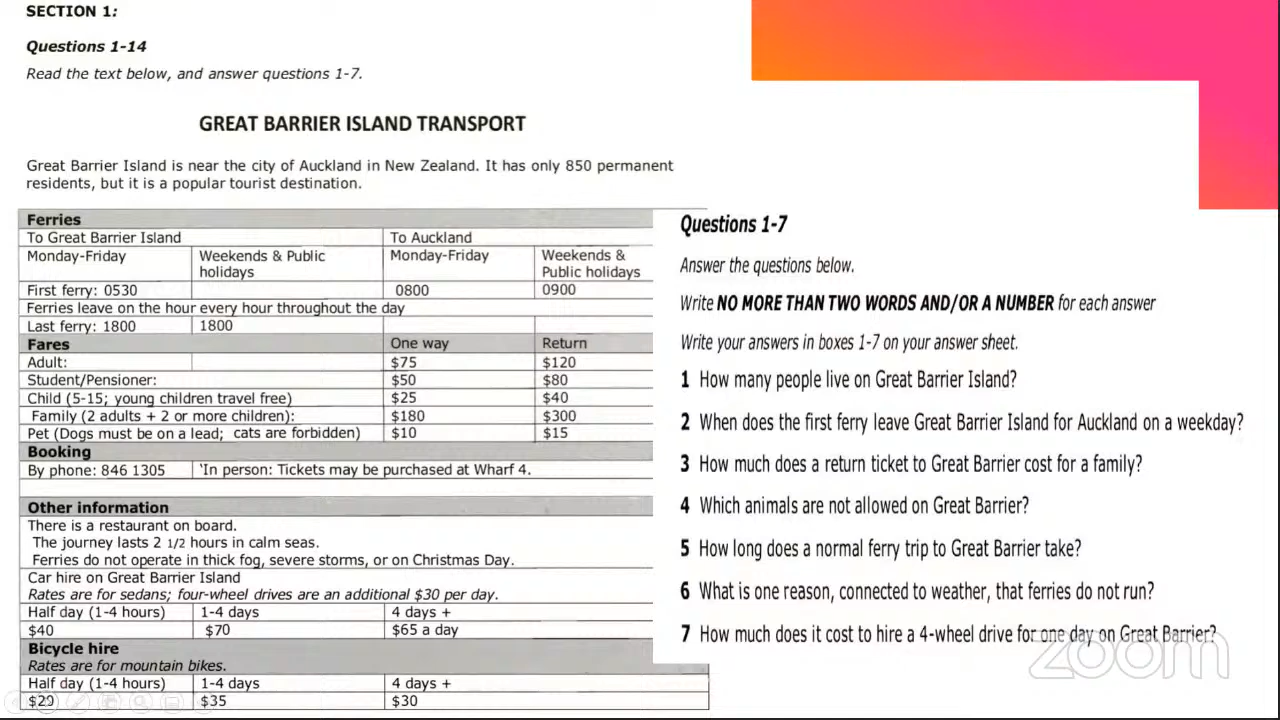 SECTION 1:
Questions 1-14
Read the text below, and answer questions 1-7.
GREAT BARRIER ISLAND TRANSPORT
Great Barrier Island is near the city of Auckland in New Zealand. It has only 850 permanent
residents, but it is a popular tourist destination.
Ferries
To Great Barrier Island To Auckland
Monday-Friday Weekends & Public holidays Monday-Friday Weekends & Public holidays
First ferry: 0530 0800 0900
Ferries leave on the hour every hour throughout the day
Last ferry: 1800 1800
Fares One way Return
Adult: $75 $120
Student/Pensioner: $50 $80
Child (5-15; young children travel free) $25 $40
Family (2 adults + 2 or more children): $180 $300
Pet (Dogs must be on a lead; cats are forbidden) $10 $15
Booking
By phone: 846 1305 'In person: Tickets may be purchased at Wharf 4.
Other information
There is a restaurant on board.
The journey lasts 2 1/2 hours in calm seas.
Ferries do not operate in thick fog, severe storms, or on Christmas Day.
Car hire on Great Barrier Island
Rates are for sedans; four-wheel drives are an additional $30 per day.
Half day (1-4 hours) 1-4 days 4 days +
$40 $70 $65 a day
Bicycle hire
Rates are for mountain bikes.
Half day (1-4 hours) 1-4 days 4 days +
$20 $35 $30
Questions 1-7
Answer the questions below.
Write NO MORE THAN TWO WORDS AND/OR A NUMBER for each answer
Write your answers in boxes 1-7 on your answer sheet.
1 How many people live on Great Barrier Island?
2 When does the first ferry leave Great Barrier Island for Auckland on a weekday?
3 How much does a return ticket to Great Barrier cost for a family?
4 Which animals are not allowed on Great Barrier?
5 How long does a normal ferry trip to Great Barrier take?
6 What is one reason, connected to weather, that ferries do not run?
7 How much does it cost to hire a 4-wheel drive for one day on Great Barrier?
zoom